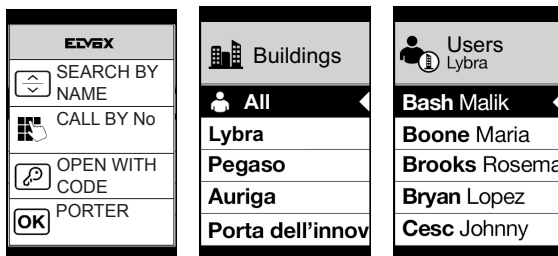 ELVOX
SEARCH BY
NAME
CALL BY No
OPEN WITH
CODE
OK PORTER
Buildings
All
Lybra
Pegaso
Auriga
Porta dell'innov
Users
Lybra
Bash Malik
Boone Maria
Brooks Rosema
Bryan Lopez
Cesc Johnny